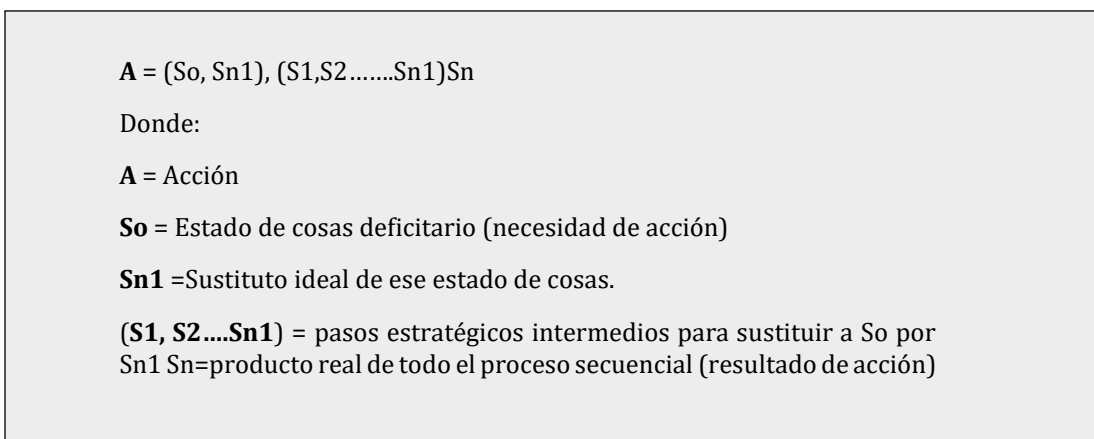 A = (So, Sn1), (S1,S2…….Sn1)Sn
Donde:
A = Acción
So = Estado de cosas deficitario (necesidad de acción)
Sn1 =Sustituto ideal de ese estado de cosas.
(S1, S2….Sn1) = pasos estratégicos intermedios para sustituir a So por
Sn1 Sn=producto real de todo el proceso secuencial (resultado de acción)